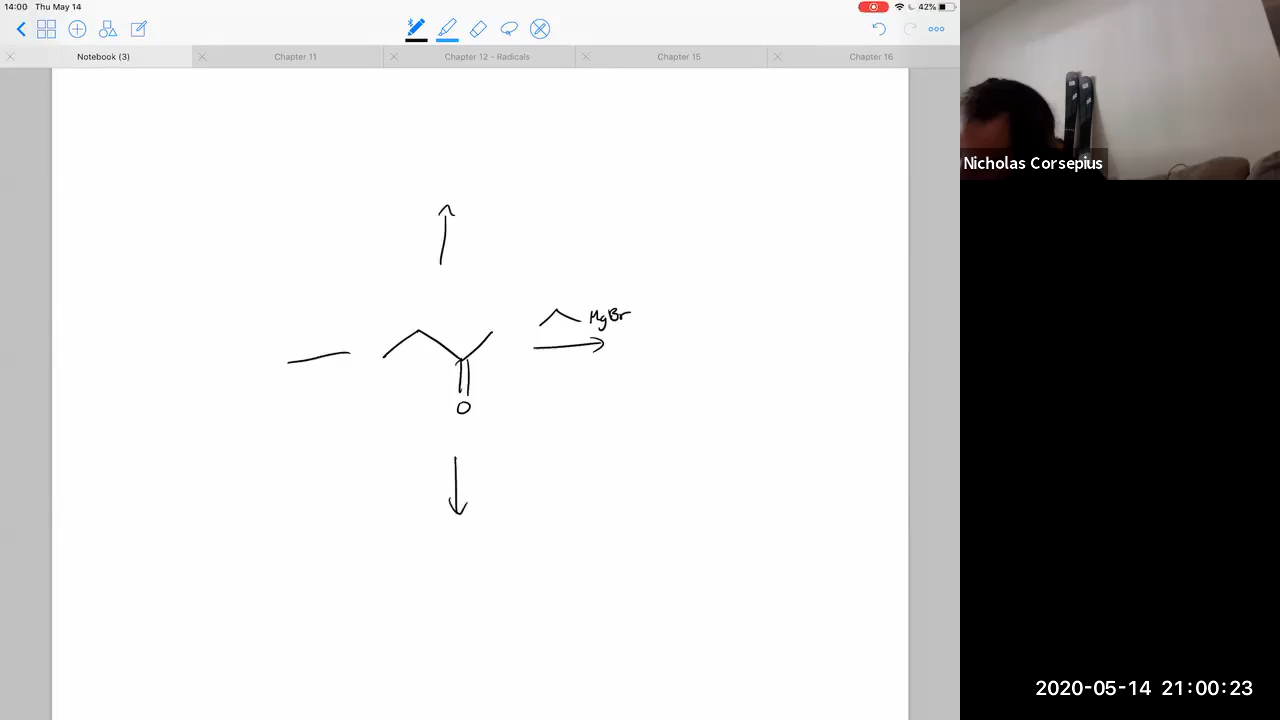 14:00 Thu May 14
42%
Notebook (3)
Chapter 11
Chapter 12 - Radicals
Chapter 15
Chapter 16
Nicholas Corsepius
MgBr
O
2020-05-14 21:00:23